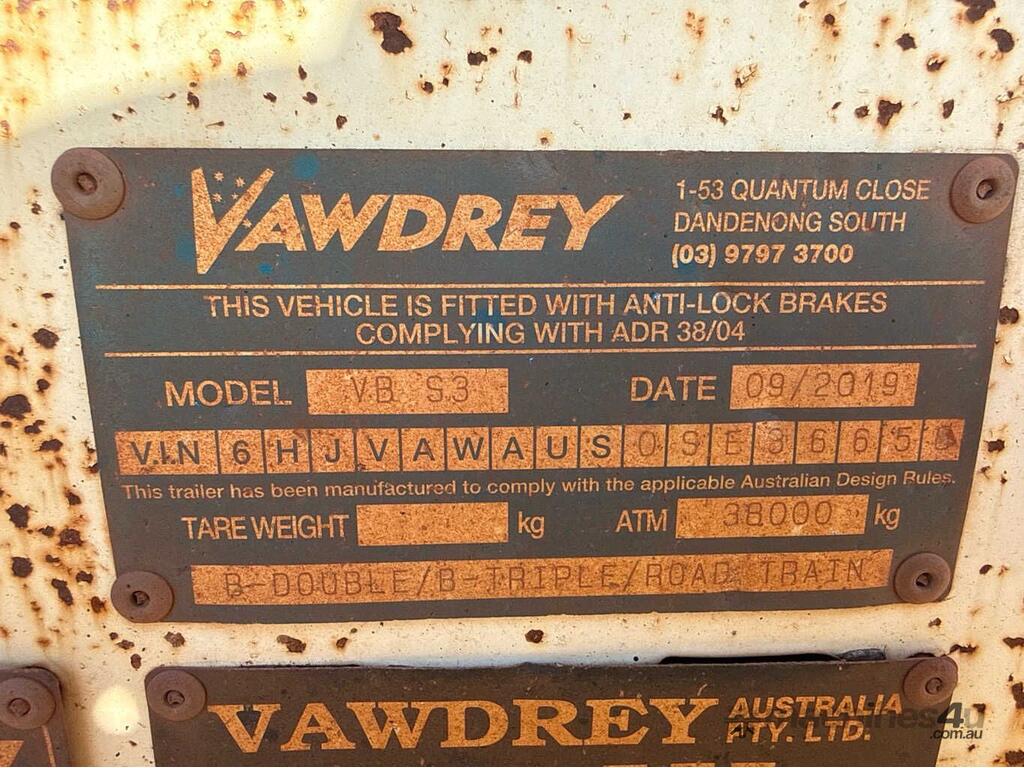 VAWDREY
1-53 QUANTUM CLOSE
DANDENONG SOUTH
(03) 9797 3700
THIS VEHICLE IS FITTED WITH ANTI-LOCK BRAKES
COMPLYING WITH ADR 38/04
MODEL VB S3 DATE 09/2019
V.I.N 6HJVAWAUS0SE36650
This trailer has been manufactured to comply with the applicable Australian Design Rules.
TARE WEIGHT kg ATM 38000 kg
B-DOUBLE/B-TRIPLE/ROAD TRAIN
VAWDREY AUSTRALIA
PTY. LTD.
machines4u
.com.au